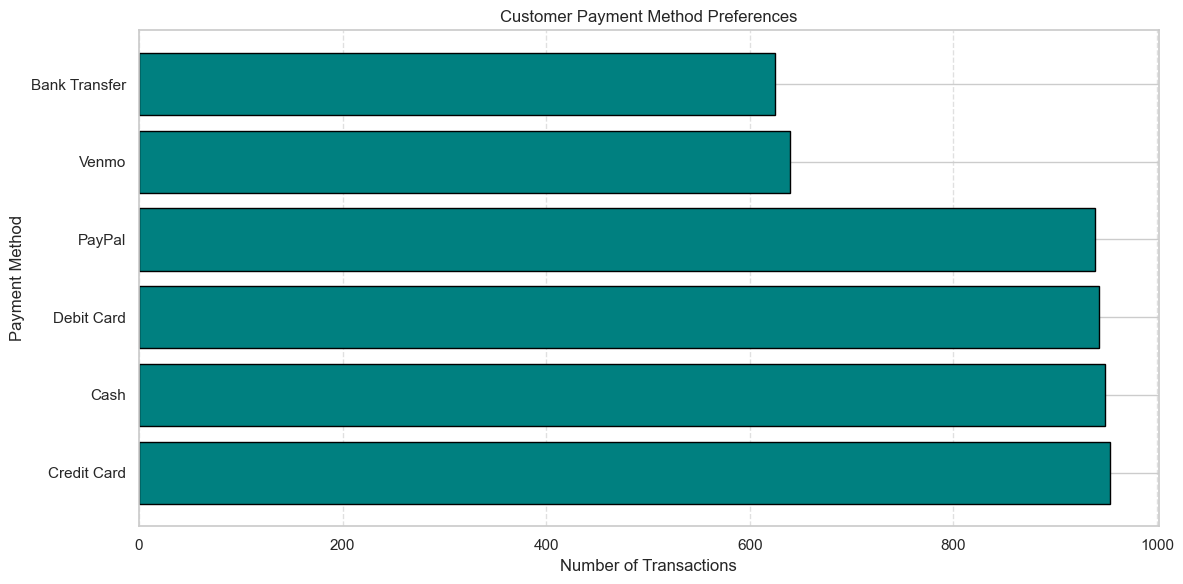 Customer Payment Method Preferences
Payment Method
Bank Transfer
Venmo
PayPal
Debit Card
Cash
Credit Card
0 200 400 600 800 1000
Number of Transactions